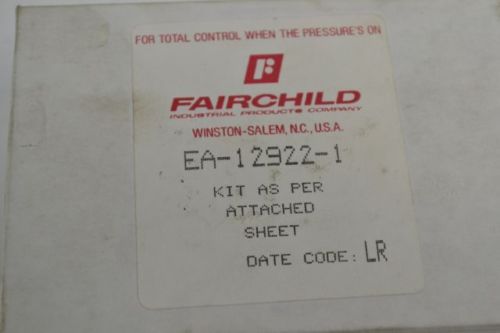 FOR TOTAL CONTROL WHEN THE PRESSURE'S ON
FAIRCHILD
INDUSTRIAL PRODUCTS COMPANY
WINSTON-SALEM, N.C., U.S.A.
EA-12922-1
KIT AS PER
ATTACHED
SHEET
DATE CODE: LR